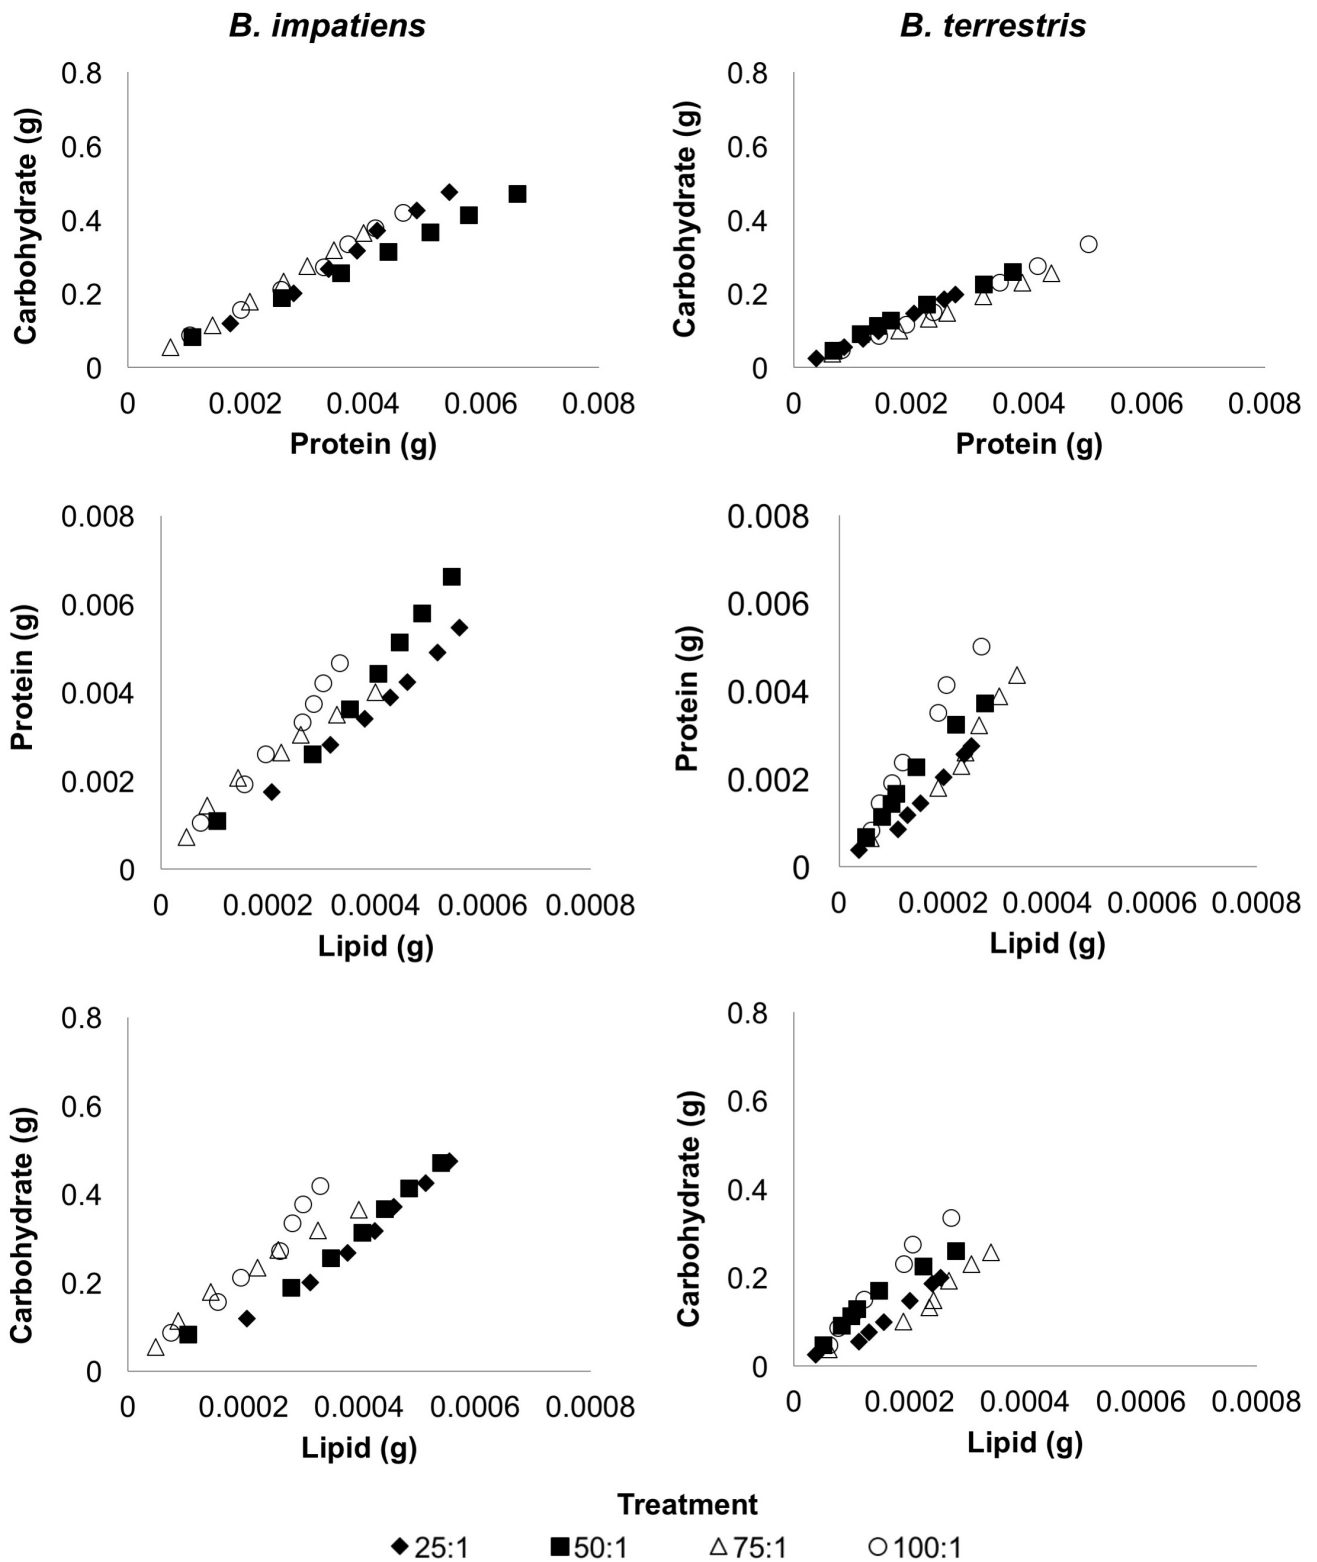 B. impatiens
B. terrestris
Carbohydrate (g)
0.8
0.6
0.4
0.2
0
0 0.002 0.004 0.006 0.008
Protein (g)
Carbohydrate (g)
0.8
0.6
0.4
0.2
0
0 0.002 0.004 0.006 0.008
Protein (g)
Protein (g)
0.008
0.006
0.004
0.002
0
0 0.0002 0.0004 0.0006 0.0008
Lipid (g)
Protein (g)
0.008
0.006
0.004
0.002
0
0 0.0002 0.0004 0.0006 0.0008
Lipid (g)
Carbohydrate (g)
0.8
0.6
0.4
0.2
0
0 0.0002 0.0004 0.0006 0.0008
Lipid (g)
Carbohydrate (g)
0.8
0.6
0.4
0.2
0
0 0.0002 0.0004 0.0006 0.0008
Lipid (g)
Treatment
25:1 50:1 75:1 100:1